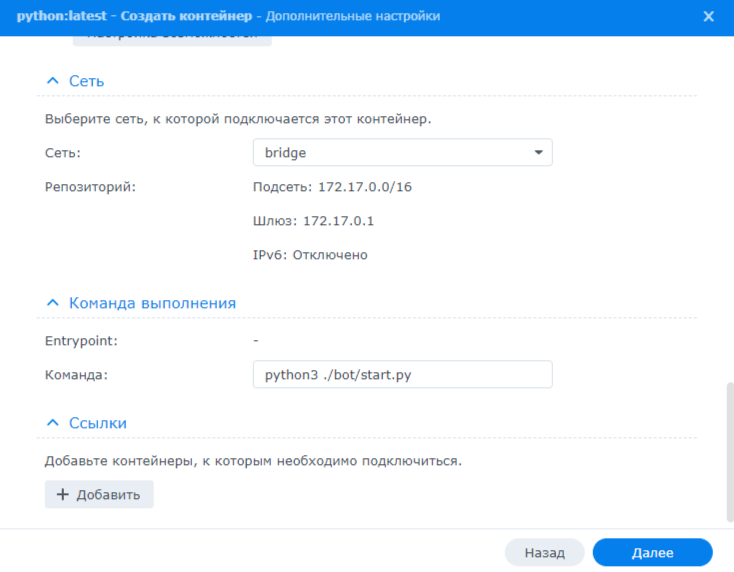 python:latest - Создать контейнер - Дополнительные настройки
Сеть
Выберите сеть, к которой подключается этот контейнер.
Сеть: bridge
Репозиторий: Подсеть: 172.17.0.0/16
Шлюз: 172.17.0.1
IPv6: Отключено
Команда выполнения
Entrypoint: -
Команда: python3 ./bot/start.py
Ссылки
Добавьте контейнеры, к которым необходимо подключиться.
+ Добавить
Назад Далее